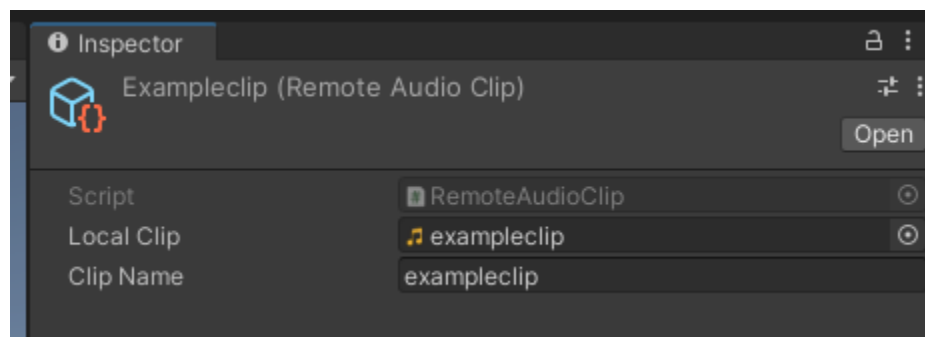 Inspector
Exampleclip (Remote Audio Clip)
Open
Script RemoteAudioClip
Local Clip exampleclip
Clip Name exampleclip